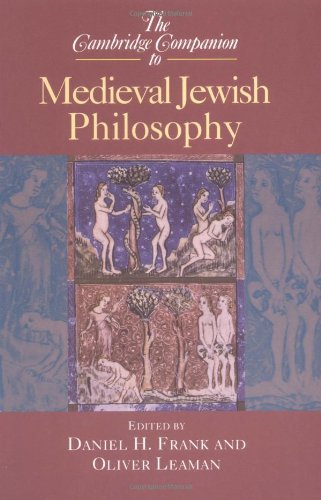 The
Cambridge Companion
to
Medieval Jewish
Philosophy
EDITED BY
DANIEL H. FRANK AND
OLIVER LEAMAN